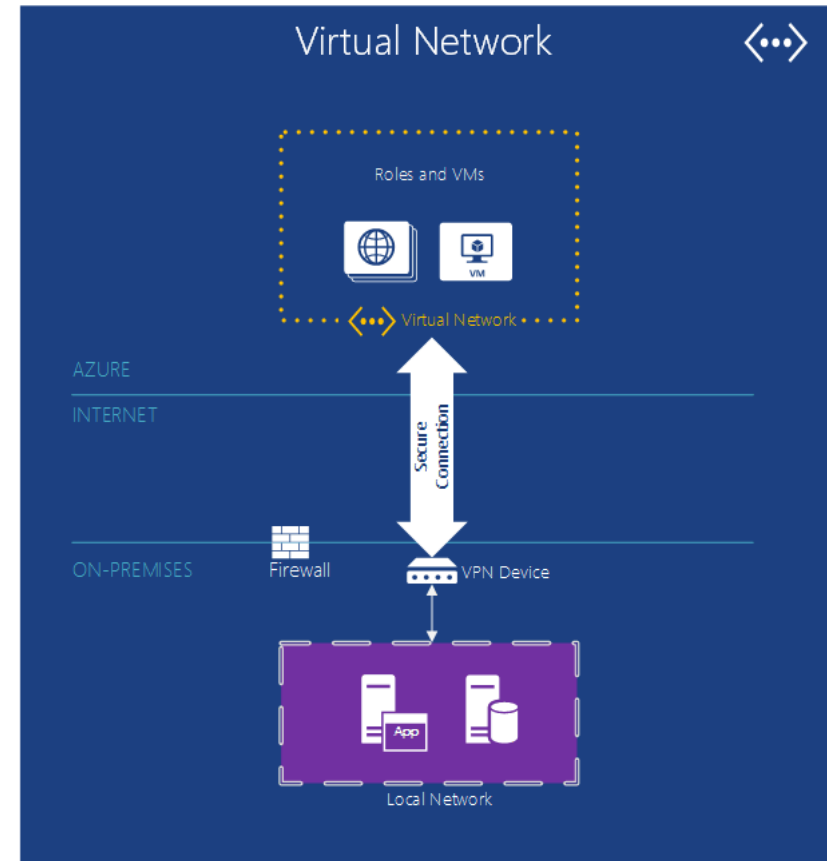 Virtual Network
Roles and VMs
VM
Virtual Network
AZURE
INTERNET
Secure
Connection
ON-PREMISES
Firewall
VPN Device
App
Local Network